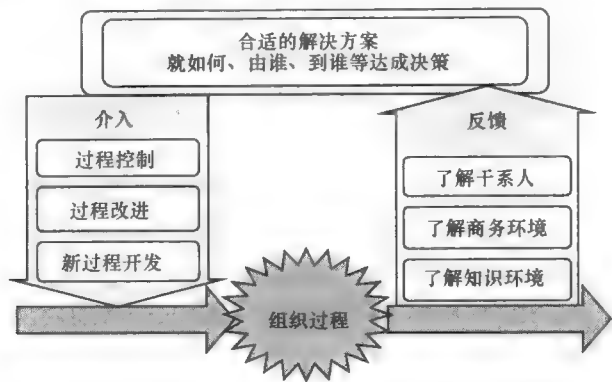 合适的解决方案
就如何、由谁、到谁等达成决策
介入
过程控制
过程改进
新过程开发
反馈
了解干系人
了解商务环境
了解知识环境
组织过程